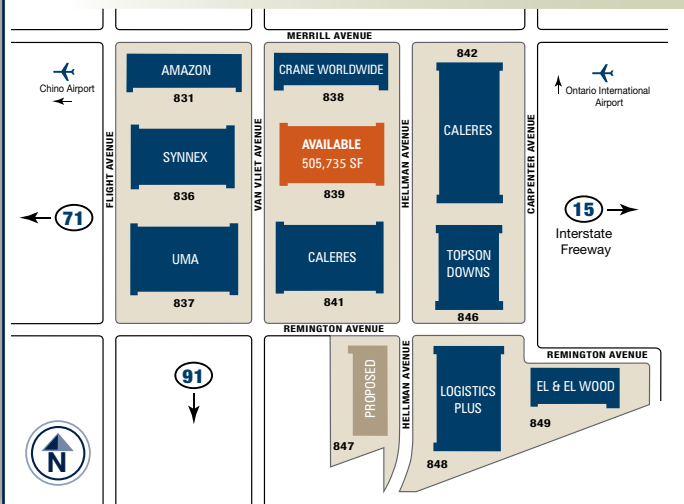 MERRILL AVENUE
Chino Airport
AMAZON
831
CRANE WORLDWIDE
838
842
CALERES
Ontario International
Airport
FLIGHT AVENUE
SYNNEX
836
VAN VLIET AVENUE
AVAILABLE
505,735 SF
839
HELLMAN AVENUE
CARPENTER AVENUE
71
15
Interstate
Freeway
UMA
837
CALERES
841
TOPSON
DOWNS
846
REMINGTON AVENUE
REMINGTON AVENUE
91
PROPOSED
847
HELLMAN AVENUE
LOGISTICS
PLUS
848
EL & EL WOOD
849
N